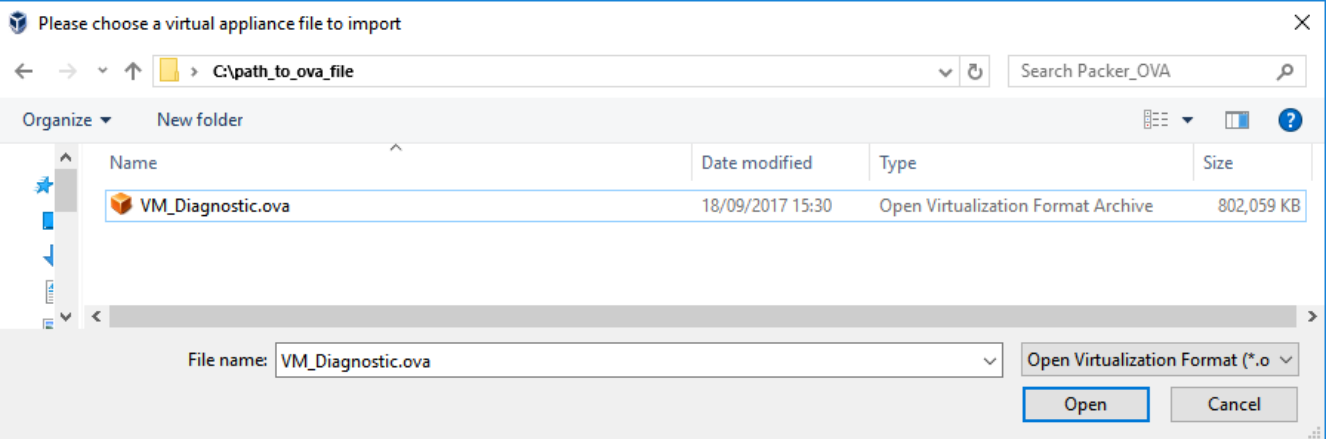 Please choose a virtual appliance file to import
C:\path_to_ova_file
Search Packer_OVA
Organize
New folder
?
Name
Date modified
Type
Size
VM_Diagnostic.ova
18/09/2017 15:30
Open Virtualization Format Archive
802,059 KB
File name:
VM_Diagnostic.ova
Open Virtualization Format (*.o
Open
Cancel